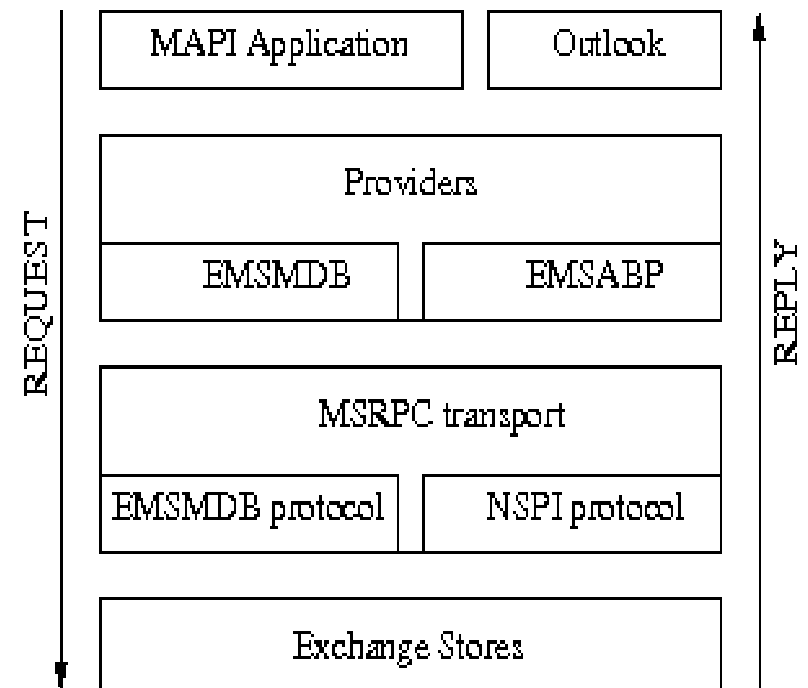 MAPI Application
Outlook
Providers
EMSMDB
EMSABP
REQUEST
REPLY
MSRPC transport
EMSMDB protocol
NSPI protocol
Exchange Stores